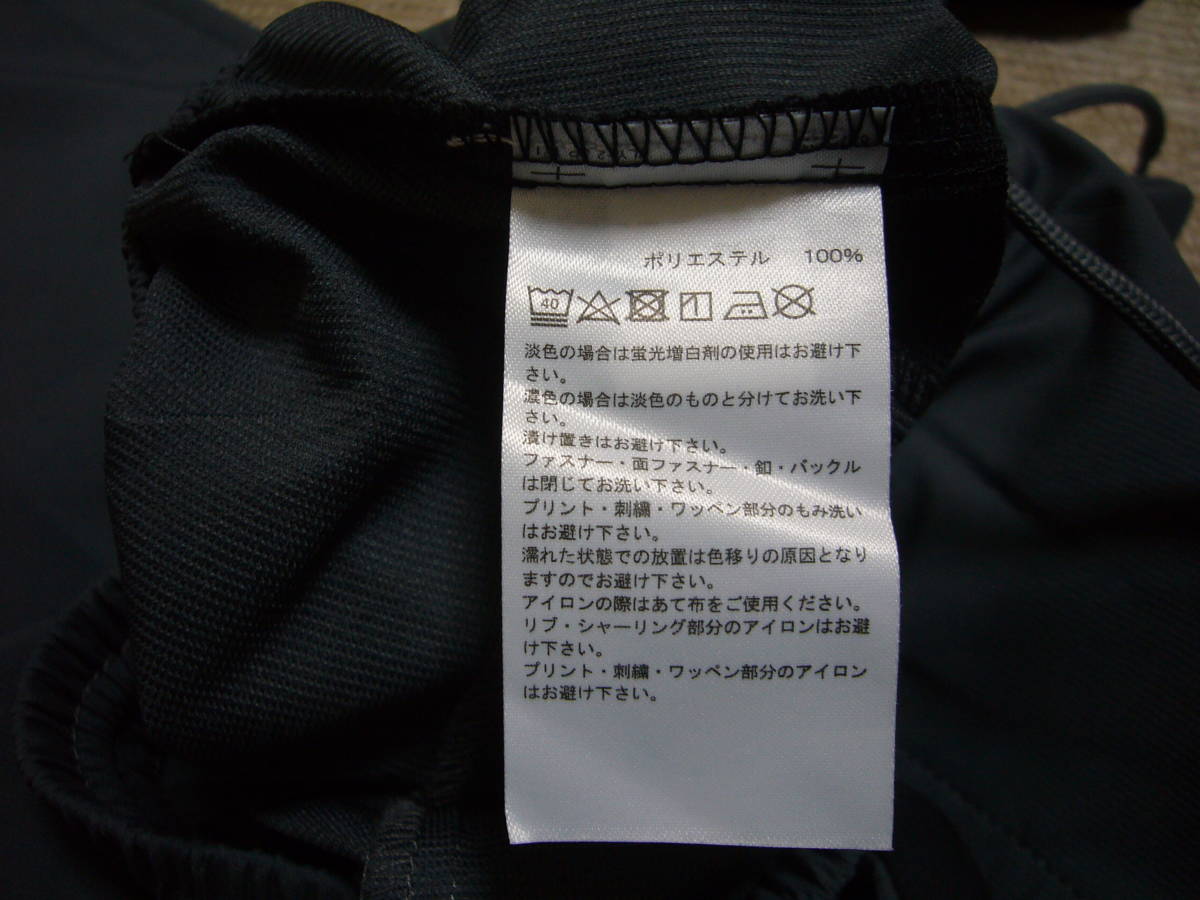 ポリエステル 100%
40
淡色の場合は蛍光増白剤の使用はお避け下
さい。
濃色の場合は淡色のものと分けてお洗い下
さい。
漬け置きはお避け下さい。
ファスナー・面ファスナー・釦・バックル
は閉じてお洗い下さい。
プリント・刺繍・ワッペン部分のもみ洗い
はお避け下さい。
濡れた状態での放置は色移りの原因となり
ますのでお避け下さい。
アイロンの際はあて布をご使用ください。
リブ・シャーリング部分のアイロンはお避
け下さい。
プリント・刺繍・ワッペン部分のアイロン
はお避け下さい。